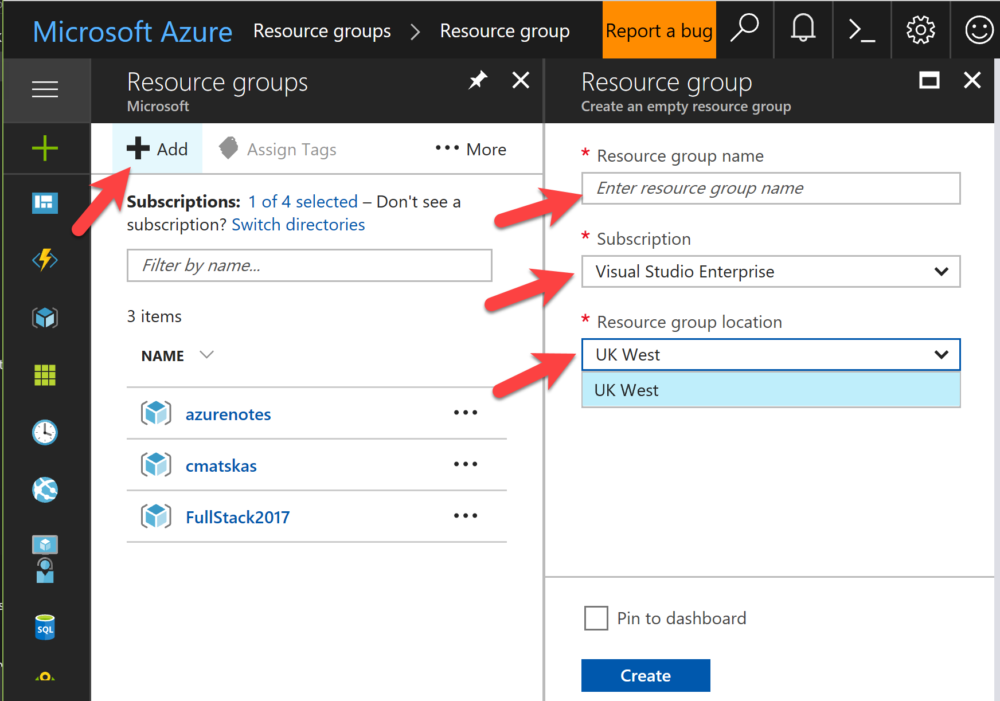 Microsoft Azure Resource groups Resource group Report a bug
Resource groups
Microsoft
Add Assign Tags More
Subscriptions: 1 of 4 selected – Don't see a
subscription? Switch directories
Filter by name...
3 items
NAME
azurenotes
cmatskas
FullStack2017
SQL
Resource group
Create an empty resource group
* Resource group name
Enter resource group name
* Subscription
Visual Studio Enterprise
* Resource group location
UK West
UK West
Pin to dashboard
Create